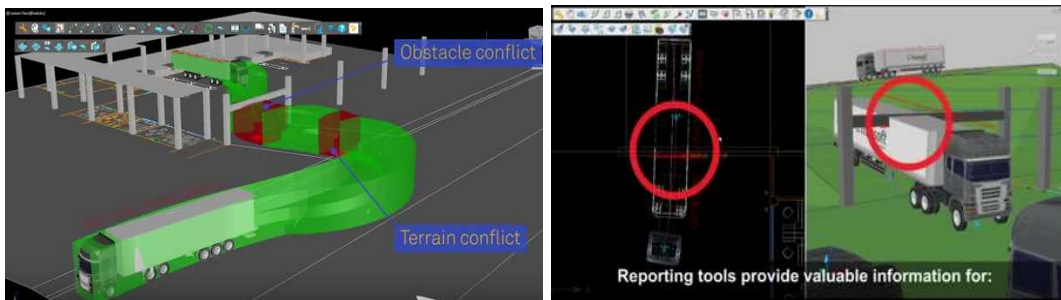 Obstacle conflict
Terrain conflict
Reporting tools provide valuable information for: